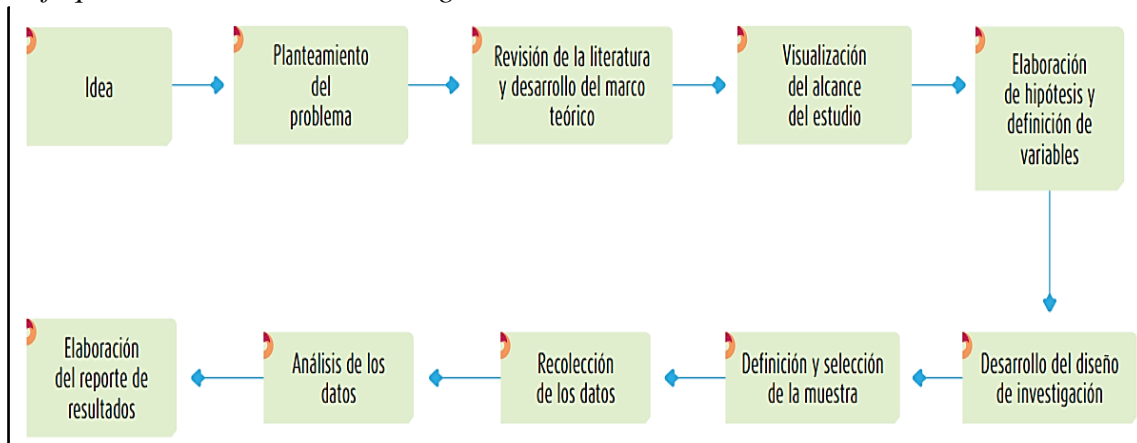 Idea
Planteamiento
del
problema
Revisión de la literatura
y desarrollo del marco
teórico
Visualización
del alcance
del estudio
Elaboración
de hipótesis y
definición de
variables
Desarrollo del diseño
de investigación
Definición y selección
de la muestra
Recolección
de los datos
Análisis de los
datos
Elaboración
del reporte de
resultados